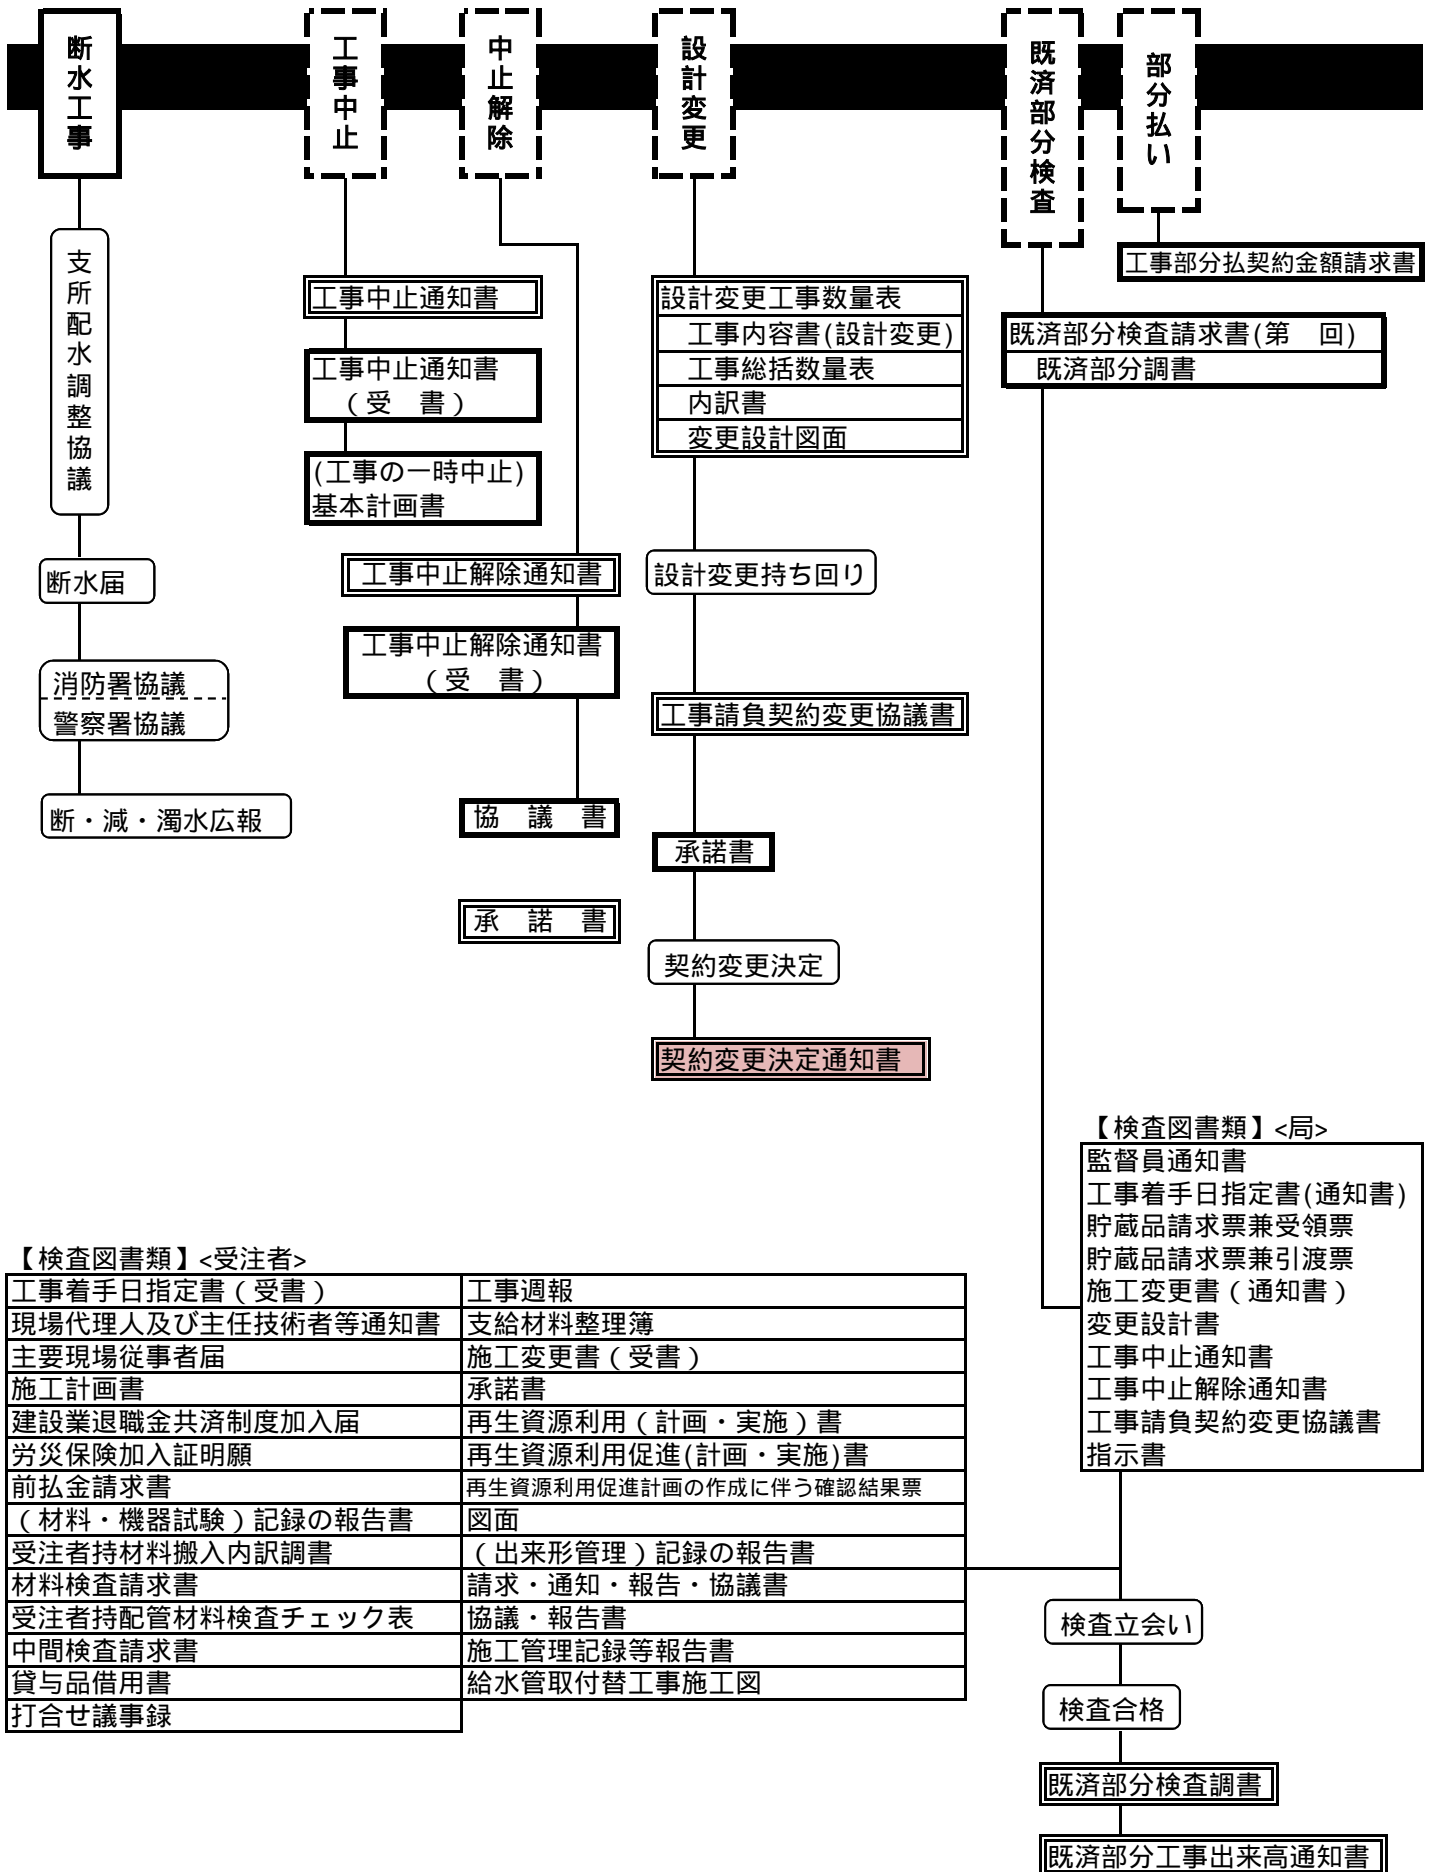 断水工事
工事中止
中止解除
設計変更
既済部分検査
部分払い
支所配水調整協議
断水届
消防署協議
警察署協議
断・減・濁水広報
工事中止通知書
工事中止通知書
（受　書）
(工事の一時中止)
基本計画書
工事中止解除通知書
工事中止解除通知書
（受　書）
協　議　書
承　諾　書
設計変更工事数量表
工事内容書(設計変更)
工事総括数量表
内訳書
変更設計図面
設計変更持ち回り
工事請負契約変更協議書
承諾書
契約変更決定
契約変更決定通知書
工事部分払契約金額請求書
既済部分検査請求書(第　回)
既済部分調書
【検査図書類】<局>
監督員通知書
工事着手日指定書(通知書)
貯蔵品請求票兼受領票
貯蔵品請求票兼引渡票
施工変更書（通知書）
変更設計書
工事中止通知書
工事中止解除通知書
工事請負契約変更協議書
指示書
【検査図書類】<受注者>
工事着手日指定書（受書）
現場代理人及び主任技術者等通知書
主要現場従事者届
施工計画書
建設業退職金共済制度加入届
労災保険加入証明願
前払金請求書
（材料・機器試験）記録の報告書
受注者持材料搬入内訳調書
材料検査請求書
受注者持配管材料検査チェック表
中間検査請求書
貸与品借用書
打合せ議事録
工事週報
支給材料整理簿
施工変更書（受書）
承諾書
再生資源利用（計画・実施）書
再生資源利用促進(計画・実施)書
再生資源利用促進計画の作成に伴う確認結果票
図面
（出来形管理）記録の報告書
請求・通知・報告・協議書
協議・報告書
施工管理記録等報告書
給水管取付替工事施工図
検査立会い
検査合格
既済部分検査調書
既済部分工事出来高通知書